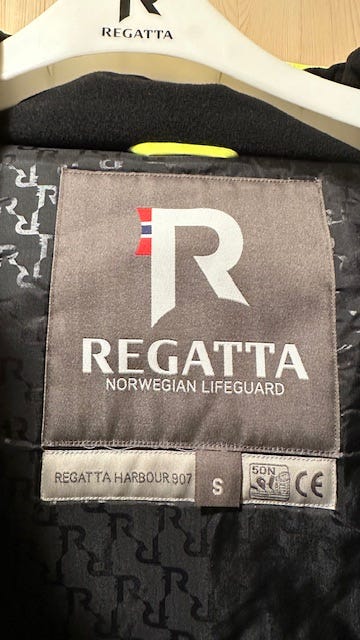 R
REGATTA
R
REGATTA
NORWEGIAN LIFEGUARD
REGATTA HARBOUR 907
S
50N
CE